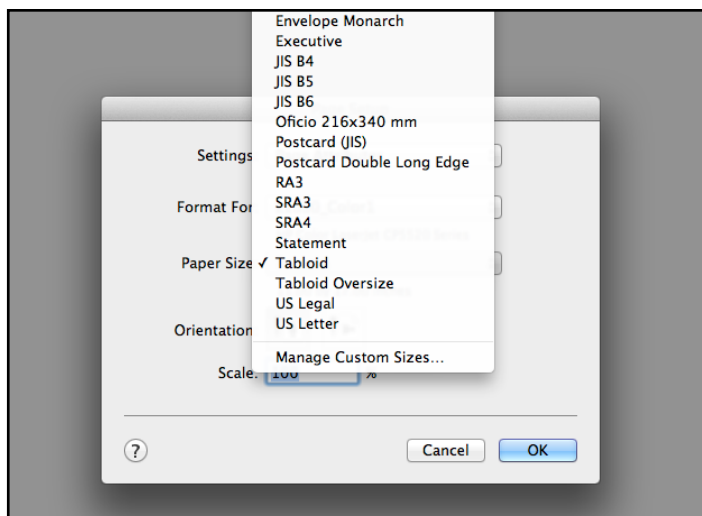 Envelope Monarch
Executive
JIS B4
JIS B5
JIS B6
Oficio 216x340 mm
Postcard (JIS)
Settings
Postcard Double Long Edge
RA3
Format For
SRA3
SRA4
Statement
Paper Size ✓ Tabloid
Tabloid Oversize
US Legal
Orientation
US Letter
Manage Custom Sizes...
Scale: 100 %
? Cancel OK